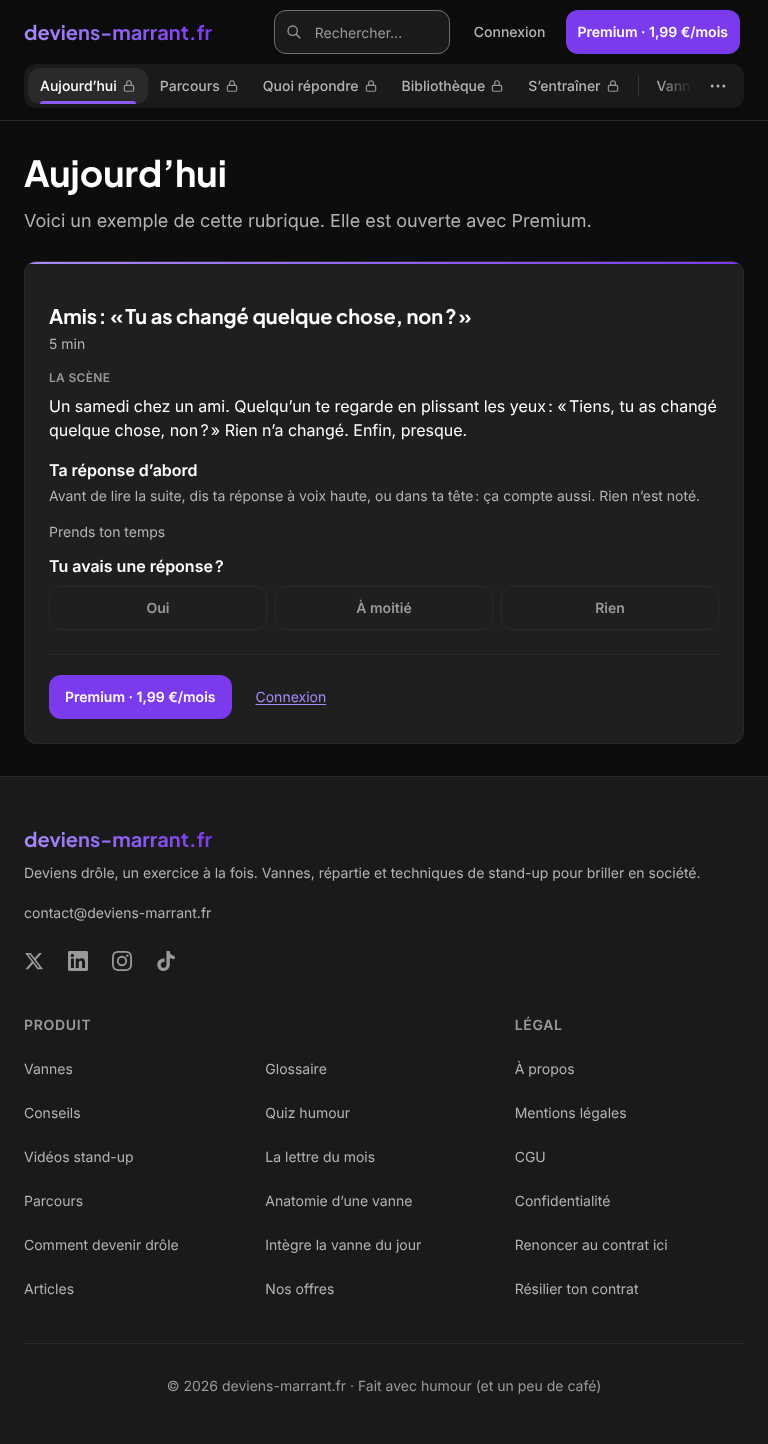 deviens-marrant.fr
Rechercher...
Connexion
Premium · 1,99 €/mois
Aujourd’hui
Parcours
Quoi répondre
Bibliothèque
S’entraîner
Vann
Aujourd’hui
Voici un exemple de cette rubrique. Elle est ouverte avec Premium.
Amis : « Tu as changé quelque chose, non ? »
5 min
LA SCÈNE
Un samedi chez un ami. Quelqu’un te regarde en plissant les yeux : « Tiens, tu as changé
quelque chose, non ? » Rien n’a changé. Enfin, presque.
Ta réponse d’abord
Avant de lire la suite, dis ta réponse à voix haute, ou dans ta tête : ça compte aussi. Rien n’est noté.
Prends ton temps
Tu avais une réponse ?
Oui
À moitié
Rien
Premium · 1,99 €/mois
Connexion
deviens-marrant.fr
Deviens drôle, un exercice à la fois. Vannes, répartie et techniques de stand-up pour briller en société.
contact@deviens-marrant.fr
PRODUIT
Vannes
Conseils
Vidéos stand-up
Parcours
Comment devenir drôle
Articles
Glossaire
Quiz humour
La lettre du mois
Anatomie d’une vanne
Intègre la vanne du jour
Nos offres
LÉGAL
À propos
Mentions légales
CGU
Confidentialité
Renoncer au contrat ici
Résilier ton contrat
© 2026 deviens-marrant.fr · Fait avec humour (et un peu de café)